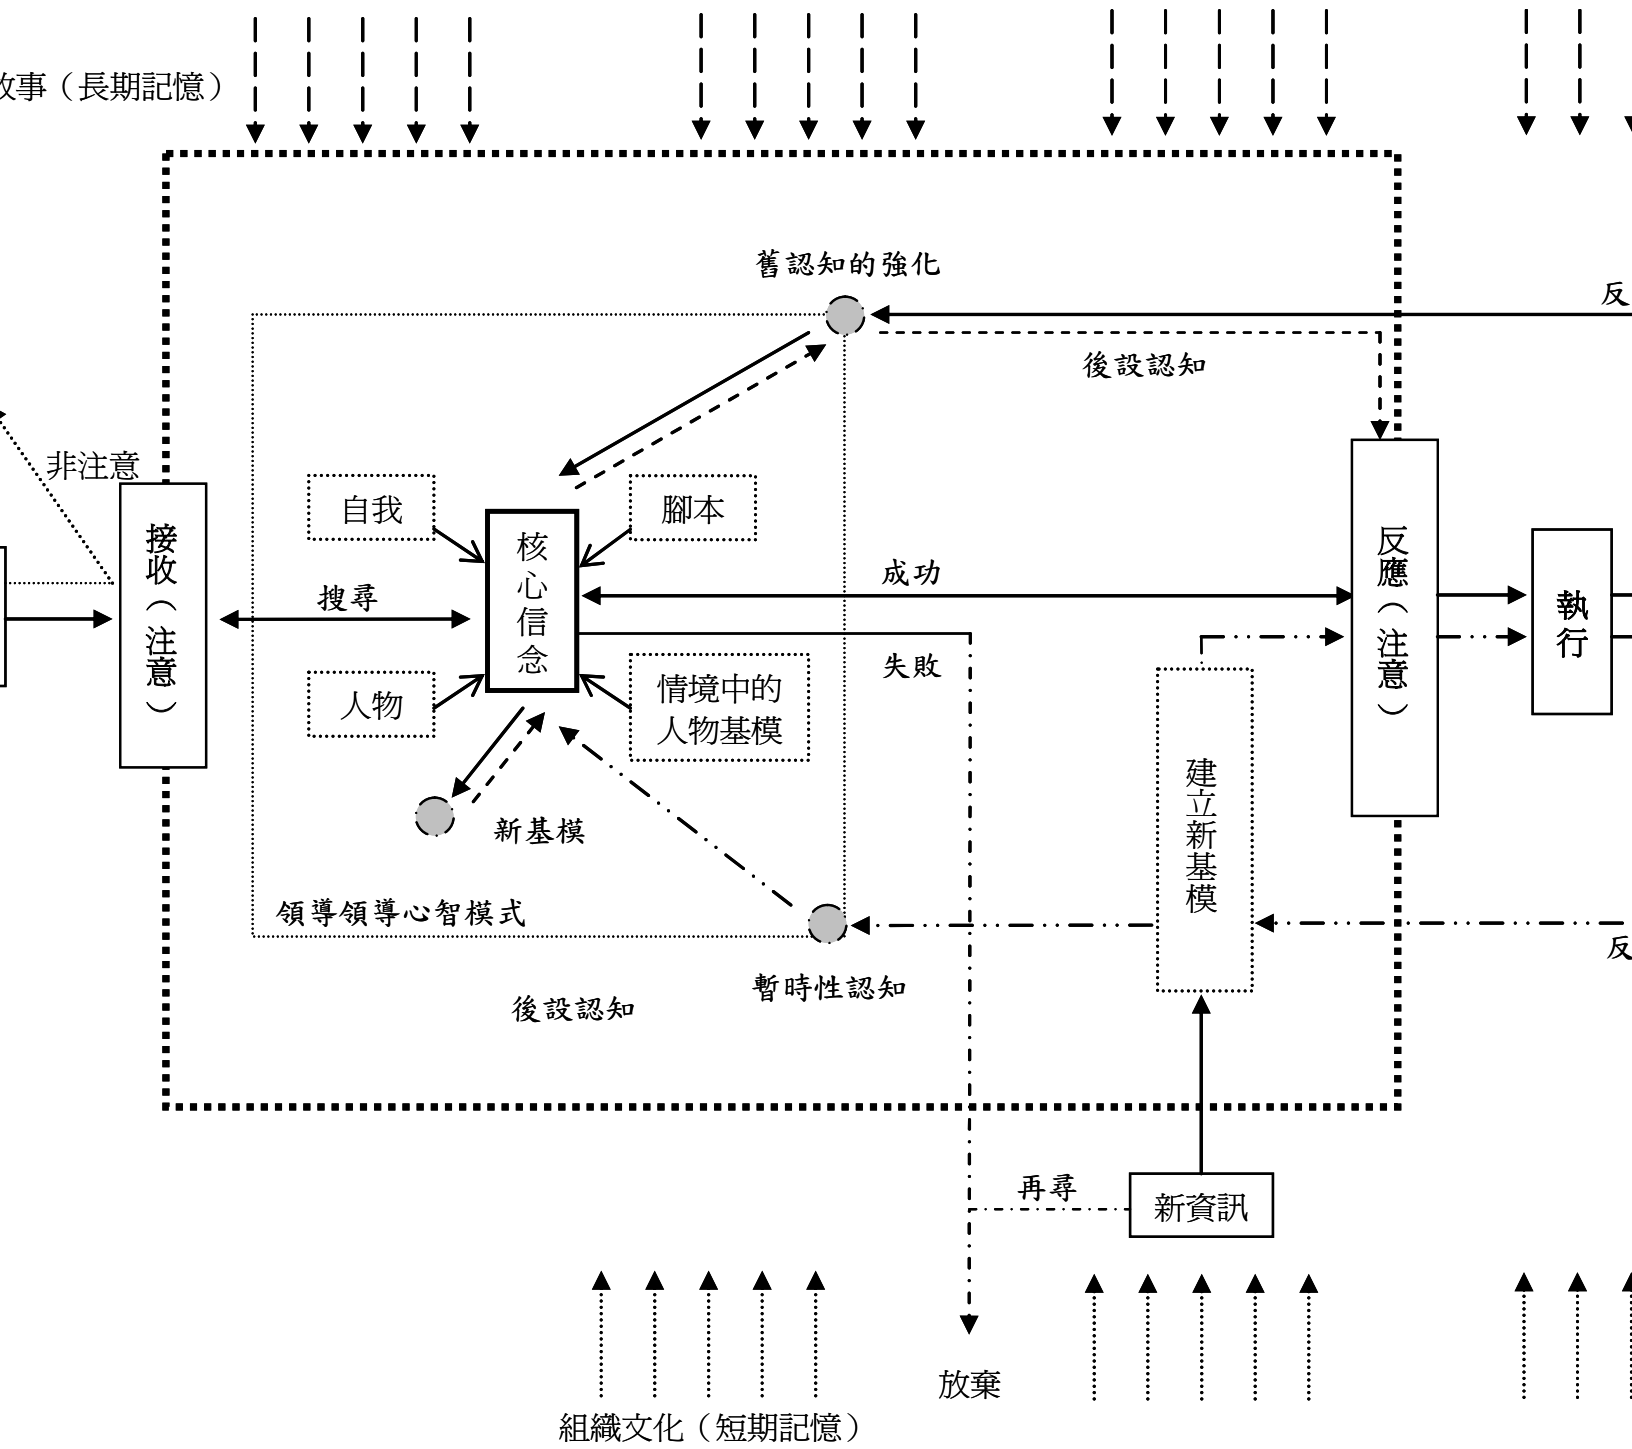 故事（長期記憶）
舊認知的強化
反
後設認知
非注意
自我
腳本
接收（注意）
核心信念
反應（注意）
搜尋
成功
執行
失敗
人物
情境中的
人物基模
建立新基模
新基模
領導領導心智模式
反
暫時性認知
後設認知
再尋
新資訊
放棄
組織文化（短期記憶）